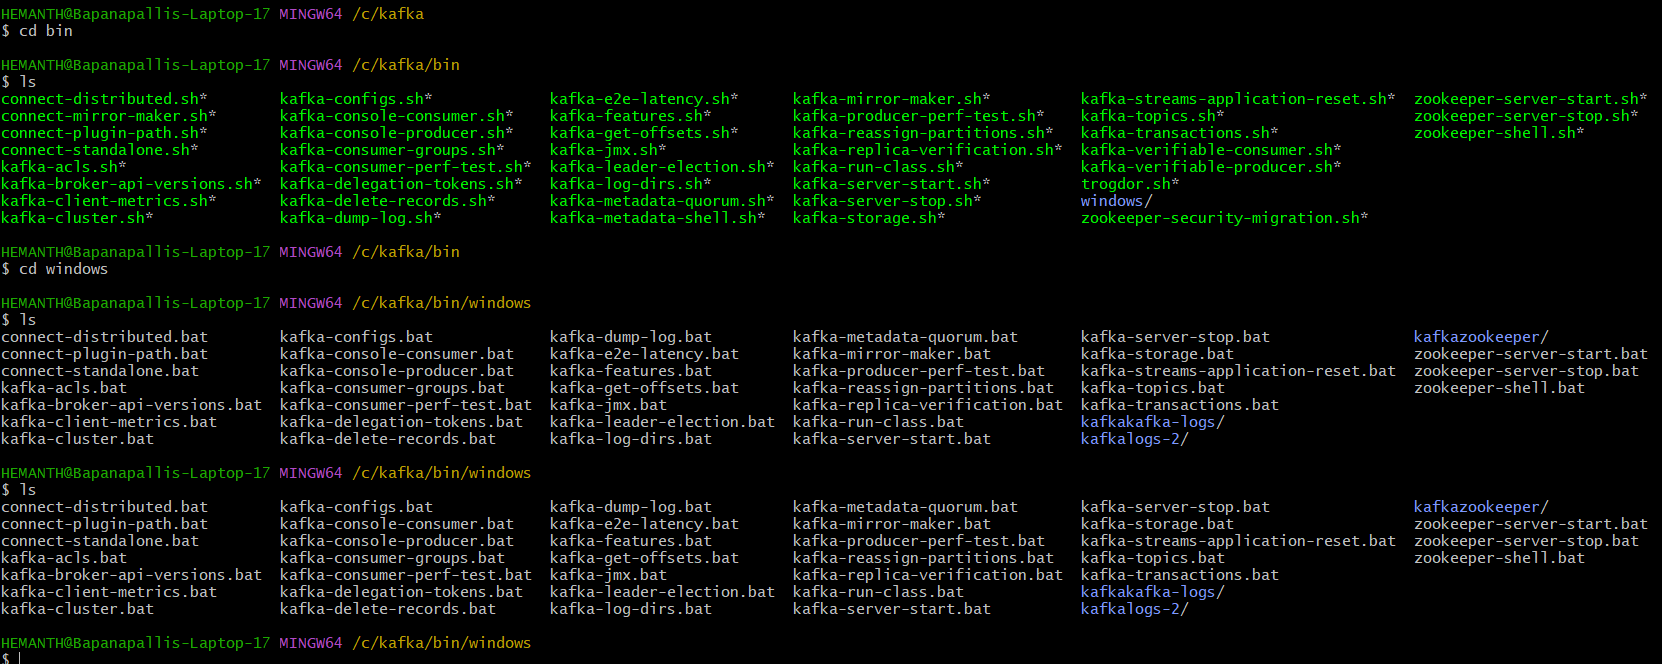 HEMANTH@Bapanapallis-Laptop-17 MINGW64 /c/kafka
$ cd bin
HEMANTH@Bapanapallis-Laptop-17 MINGW64 /c/kafka/bin
$ ls
connect-distributed.sh* kafka-configs.sh* kafka-e2e-latency.sh* kafka-mirror-maker.sh* kafka-streams-application-reset.sh* zookeeper-server-start.sh*
connect-mirror-maker.sh* kafka-console-consumer.sh* kafka-features.sh* kafka-producer-perf-test.sh* kafka-topics.sh* zookeeper-server-stop.sh*
connect-plugin-path.sh* kafka-console-producer.sh* kafka-get-offsets.sh* kafka-reassign-partitions.sh* kafka-transactions.sh* zookeeper-shell.sh*
connect-standalone.sh* kafka-consumer-groups.sh* kafka-jmx.sh* kafka-replica-verification.sh* kafka-verifiable-consumer.sh*
kafka-acls.sh* kafka-consumer-perf-test.sh* kafka-leader-election.sh* kafka-run-class.sh* kafka-verifiable-producer.sh*
kafka-broker-api-versions.sh* kafka-delegation-tokens.sh* kafka-log-dirs.sh* kafka-server-start.sh* trogdor.sh*
kafka-client-metrics.sh* kafka-delete-records.sh* kafka-metadata-quorum.sh* kafka-server-stop.sh* windows/
kafka-cluster.sh* kafka-dump-log.sh* kafka-metadata-shell.sh* kafka-storage.sh* zookeeper-security-migration.sh*
HEMANTH@Bapanapallis-Laptop-17 MINGW64 /c/kafka/bin
$ cd windows
HEMANTH@Bapanapallis-Laptop-17 MINGW64 /c/kafka/bin/windows
$ ls
connect-distributed.bat kafka-configs.bat kafka-dump-log.bat kafka-metadata-quorum.bat kafka-server-stop.bat kafkazookeeper/
connect-plugin-path.bat kafka-console-consumer.bat kafka-e2e-latency.bat kafka-mirror-maker.bat kafka-storage.bat zookeeper-server-start.bat
connect-standalone.bat kafka-console-producer.bat kafka-features.bat kafka-producer-perf-test.bat kafka-streams-application-reset.bat zookeeper-server-stop.bat
kafka-acls.bat kafka-consumer-groups.bat kafka-get-offsets.bat kafka-reassign-partitions.bat kafka-topics.bat zookeeper-shell.bat
kafka-broker-api-versions.bat kafka-consumer-perf-test.bat kafka-jmx.bat kafka-replica-verification.bat kafka-transactions.bat
kafka-client-metrics.bat kafka-delegation-tokens.bat kafka-leader-election.bat kafka-run-class.bat kafkakafka-logs/
kafka-cluster.bat kafka-delete-records.bat kafka-log-dirs.bat kafka-server-start.bat kafkalogs-2/
HEMANTH@Bapanapallis-Laptop-17 MINGW64 /c/kafka/bin/windows
$ ls
connect-distributed.bat kafka-configs.bat kafka-dump-log.bat kafka-metadata-quorum.bat kafka-server-stop.bat kafkazookeeper/
connect-plugin-path.bat kafka-console-consumer.bat kafka-e2e-latency.bat kafka-mirror-maker.bat kafka-storage.bat zookeeper-server-start.bat
connect-standalone.bat kafka-console-producer.bat kafka-features.bat kafka-producer-perf-test.bat kafka-streams-application-reset.bat zookeeper-server-stop.bat
kafka-acls.bat kafka-consumer-groups.bat kafka-get-offsets.bat kafka-reassign-partitions.bat kafka-topics.bat zookeeper-shell.bat
kafka-broker-api-versions.bat kafka-consumer-perf-test.bat kafka-jmx.bat kafka-replica-verification.bat kafka-transactions.bat
kafka-client-metrics.bat kafka-delegation-tokens.bat kafka-leader-election.bat kafka-run-class.bat kafkakafka-logs/
kafka-cluster.bat kafka-delete-records.bat kafka-log-dirs.bat kafka-server-start.bat kafkalogs-2/
HEMANTH@Bapanapallis-Laptop-17 MINGW64 /c/kafka/bin/windows
$